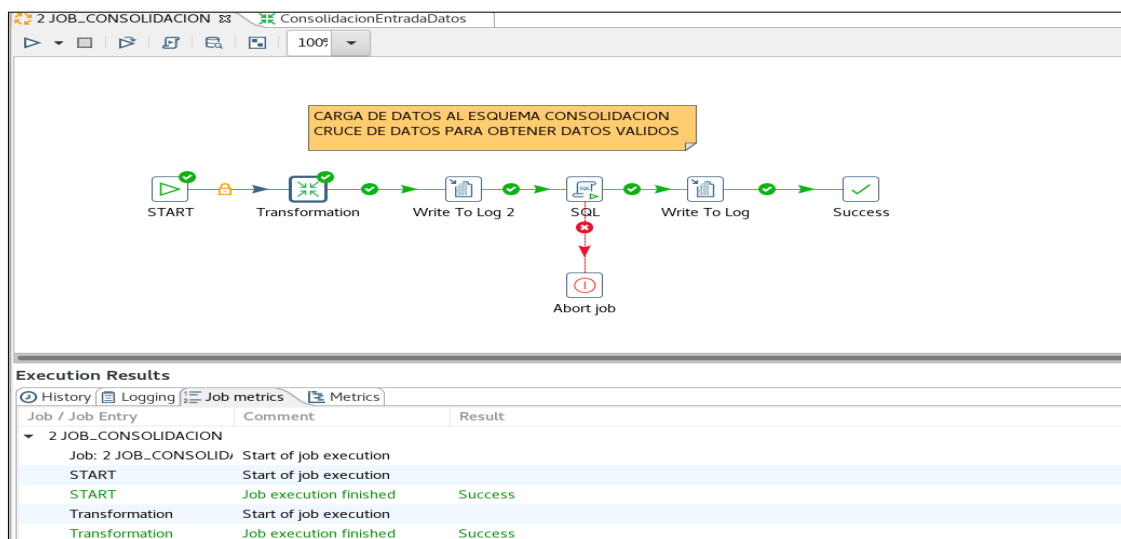 2 JOB_CONSOLIDACION ConsolidacionEntradaDatos
100%
CARGA DE DATOS AL ESQUEMA CONSOLIDACION
CRUCE DE DATOS PARA OBTENER DATOS VALIDOS
START Transformation Write To Log 2 SQL Write To Log Success
Abort job
Execution Results
History Logging Job metrics Metrics
Job / Job Entry Comment Result
2 JOB_CONSOLIDACION
Job: 2 JOB_CONSOLID Start of job execution
START Start of job execution
START Job execution finished Success
Transformation Start of job execution
Transformation Job execution finished Success